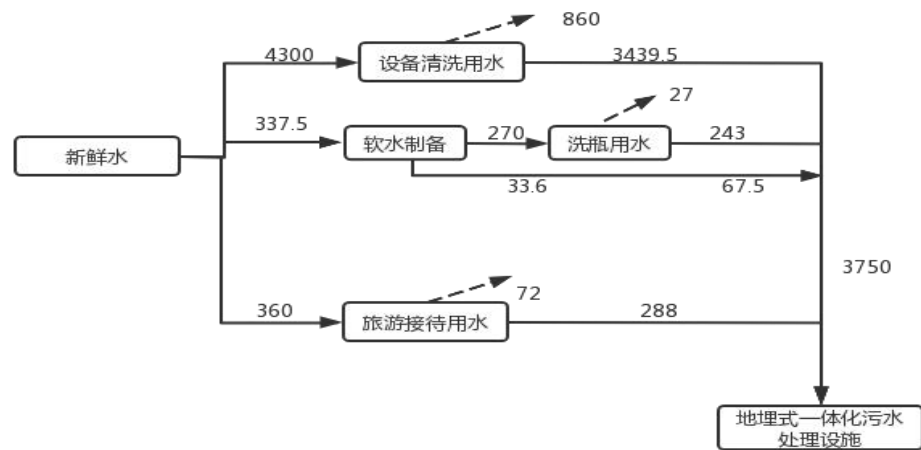 860
4300
设备清洗用水
3439.5
27
337.5
软水制备
270
洗瓶用水
243
新鲜水
33.6
67.5
3750
72
360
旅游接待用水
288
地埋式一体化污水
处理设施